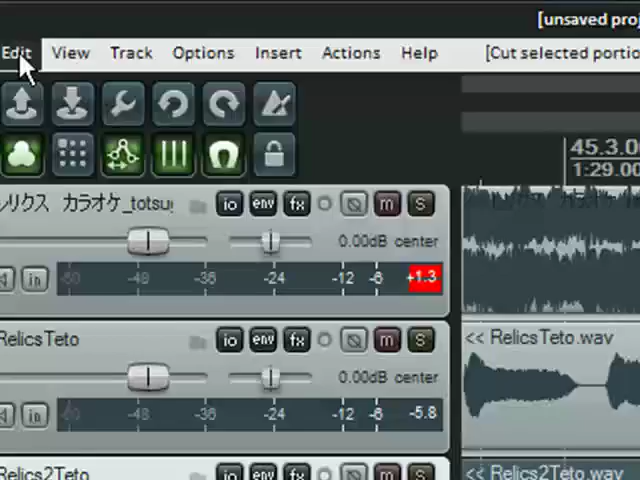 [unsaved proj
Edit View Track Options Insert Actions Help [Cut selected portio
45.3.0
1:29.00
リクス カラオケ_totsu io env fx m S
0.00dB center
in -60 -48 -36 -24 -12 -6 +1.3
RelicsTeto io env fx m S
<< RelicsTeto.wav
0.00dB center
in -60 -48 -36 -24 -12 -6 -5.8
Relics2Teto io env fx m S
<< Relics2Teto.wav